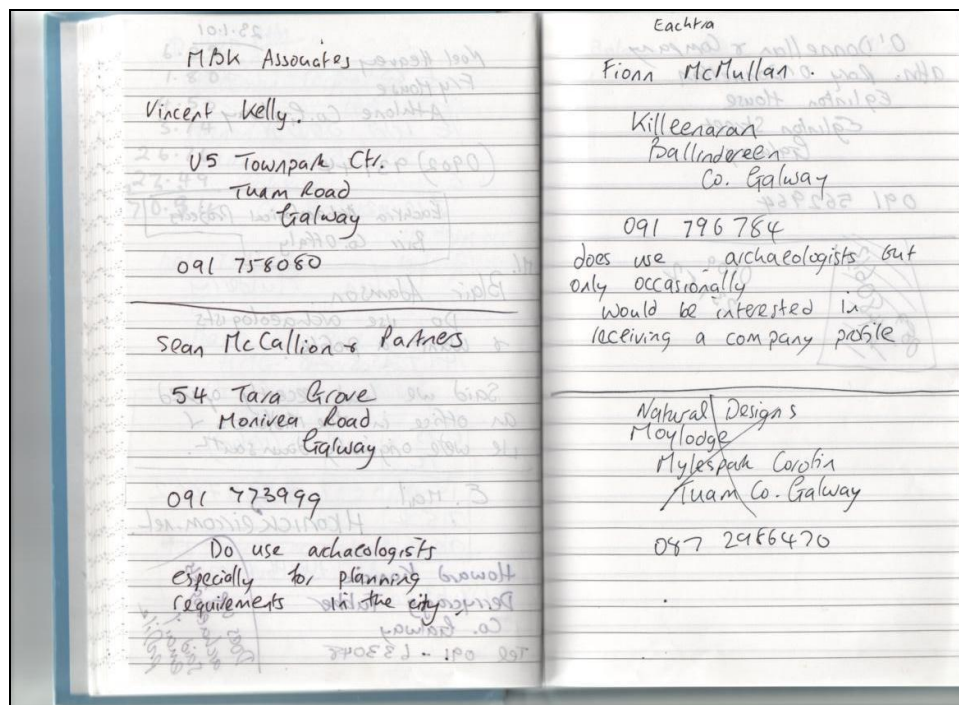 MBK Associates
Vincent Kelly.
U5 Townpark Ctr.
Tuam Road
Galway
091 758080
Sean McCallion & Partners
54 Tara Grove
Monivea Road
Galway
091 773999
Do use archaeologists
especially for planning
requirements in the city.
Eachtra
Fionn McMullan.
Killeenaran
Ballindereen
Co. Galway
091 796 784
does use archaeologists but
only occasionally
would be interested in
receiving a company profile
Natural Designs
Moylodge
Mylespark Corofin
Tuam Co. Galway
087 2986470